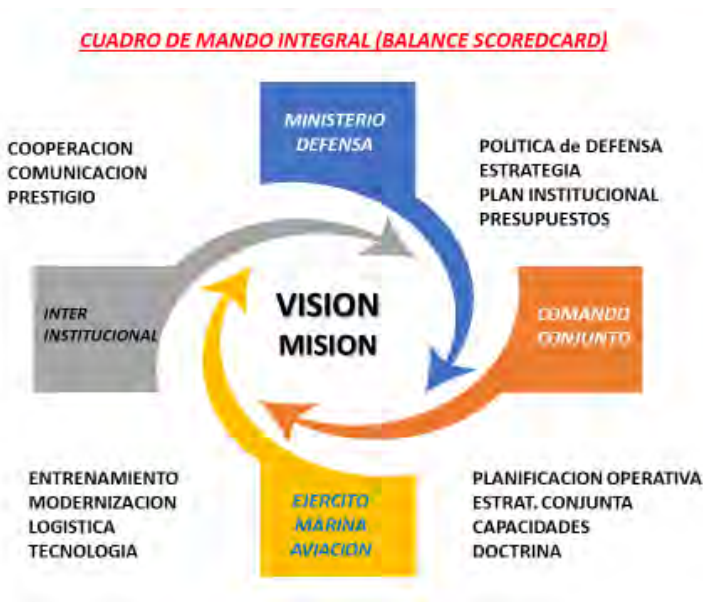 CUADRO DE MANDO INTEGRAL (BALANCE SCOREDCARD)
MINISTERIO
DEFENSA
COOPERACION
COMUNICACION
PRESTIGIO
POLITICA de DEFENSA
ESTRATEGIA
PLAN INSTITUCIONAL
PRESUPUESTOS
INTER
INSTITUCIONAL
VISION
MISION
COMANDO
CONJUNTO
ENTRENAMIENTO
MODERNIZACION
LOGISTICA
TECNOLOGIA
EJERCITO
MARINA
AVIACION
PLANIFICACION OPERATIVA
ESTRAT. CONJUNTA
CAPACIDADES
DOCTRINA